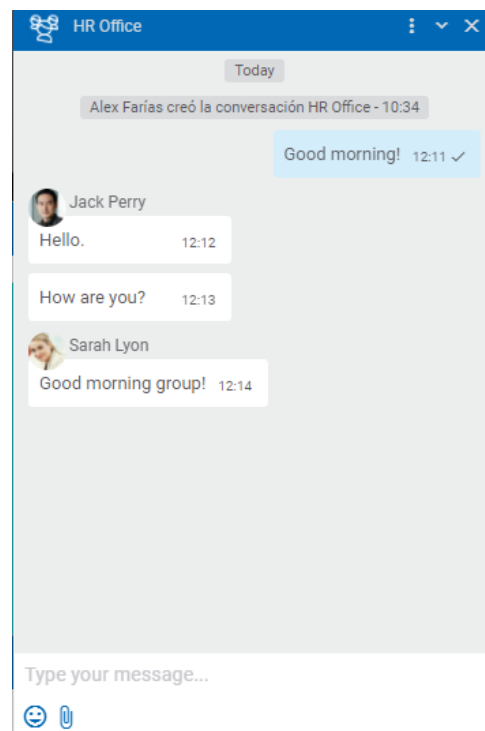 HR Office
Today
Alex Farías creó la conversación HR Office - 10:34
Good morning! 12:11
Jack Perry
Hello. 12:12
How are you? 12:13
Sarah Lyon
Good morning group! 12:14
Type your message...